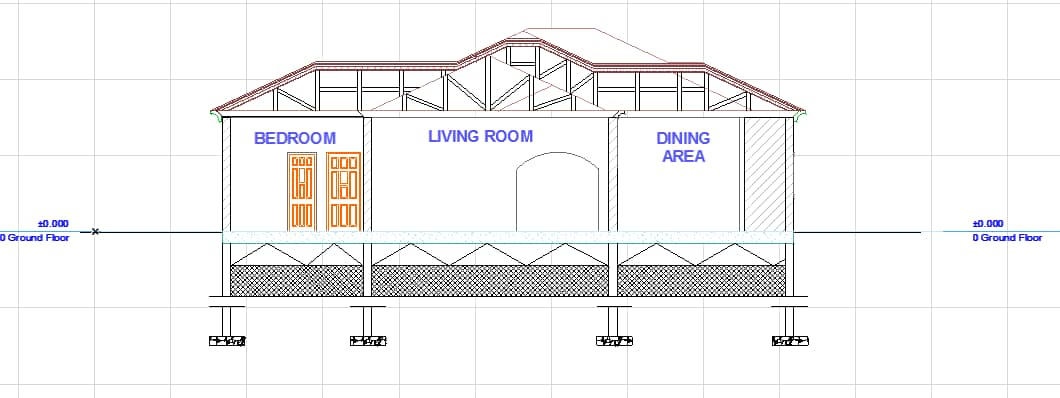 BEDROOM
LIVING ROOM
DINING
AREA
±0.000
0 Ground Floor
±0.000
0 Ground Floor